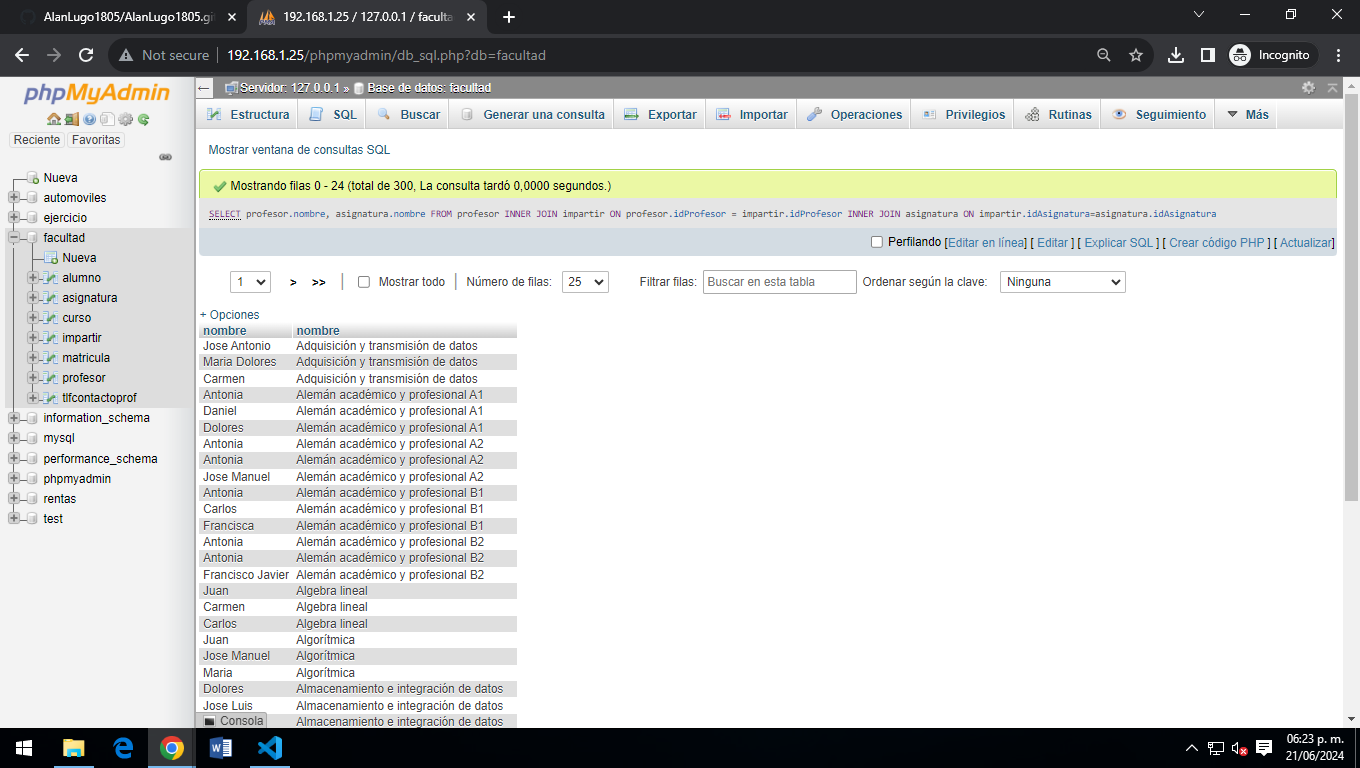 AlanLugo1805/AlanLugo1805.gi
192.168.1.25 / 127.0.0.1 / faculta
Not secure 192.168.1.25/phpmyadmin/db_sql.php?db=facultad
Incognito
phpMyAdmin
Reciente Favoritas
Nueva
automoviles
ejercicio
facultad
Nueva
alumno
asignatura
curso
impartir
matricula
profesor
tlfcontactoprof
information_schema
mysql
performance_schema
phpmyadmin
rentas
test
Servidor: 127.0.0.1 » Base de datos: facultad
Estructura SQL Buscar Generar una consulta Exportar Importar Operaciones Privilegios Rutinas Seguimiento Más
Mostrar ventana de consultas SQL
Mostrando filas 0 - 24 (total de 300, La consulta tardó 0,0000 segundos.)
SELECT profesor.nombre, asignatura.nombre FROM profesor INNER JOIN impartir ON profesor.idProfesor = impartir.idProfesor INNER JOIN asignatura ON impartir.idAsignatura=asignatura.idAsignatura
Perfilando [Editar en línea] [ Editar ] [ Explicar SQL ] [ Crear código PHP ] [ Actualizar]
1 > >> | Mostrar todo | Número de filas: 25 Filtrar filas: Buscar en esta tabla Ordenar según la clave: Ninguna
+ Opciones
nombre nombre
Jose Antonio Adquisición y transmisión de datos
Maria Dolores Adquisición y transmisión de datos
Carmen Adquisición y transmisión de datos
Antonia Alemán académico y profesional A1
Daniel Alemán académico y profesional A1
Dolores Alemán académico y profesional A1
Antonia Alemán académico y profesional A2
Antonia Alemán académico y profesional A2
Jose Manuel Alemán académico y profesional A2
Antonia Alemán académico y profesional B1
Carlos Alemán académico y profesional B1
Francisca Alemán académico y profesional B1
Antonia Alemán académico y profesional B2
Antonia Alemán académico y profesional B2
Francisco Javier Alemán académico y profesional B2
Juan Algebra lineal
Carmen Algebra lineal
Carlos Algebra lineal
Juan Algorítmica
Jose Manuel Algorítmica
Maria Algorítmica
Dolores Almacenamiento e integración de datos
Jose Luis Almacenamiento e integración de datos
Consola Almacenamiento e integración de datos
06:23 p. m.
21/06/2024